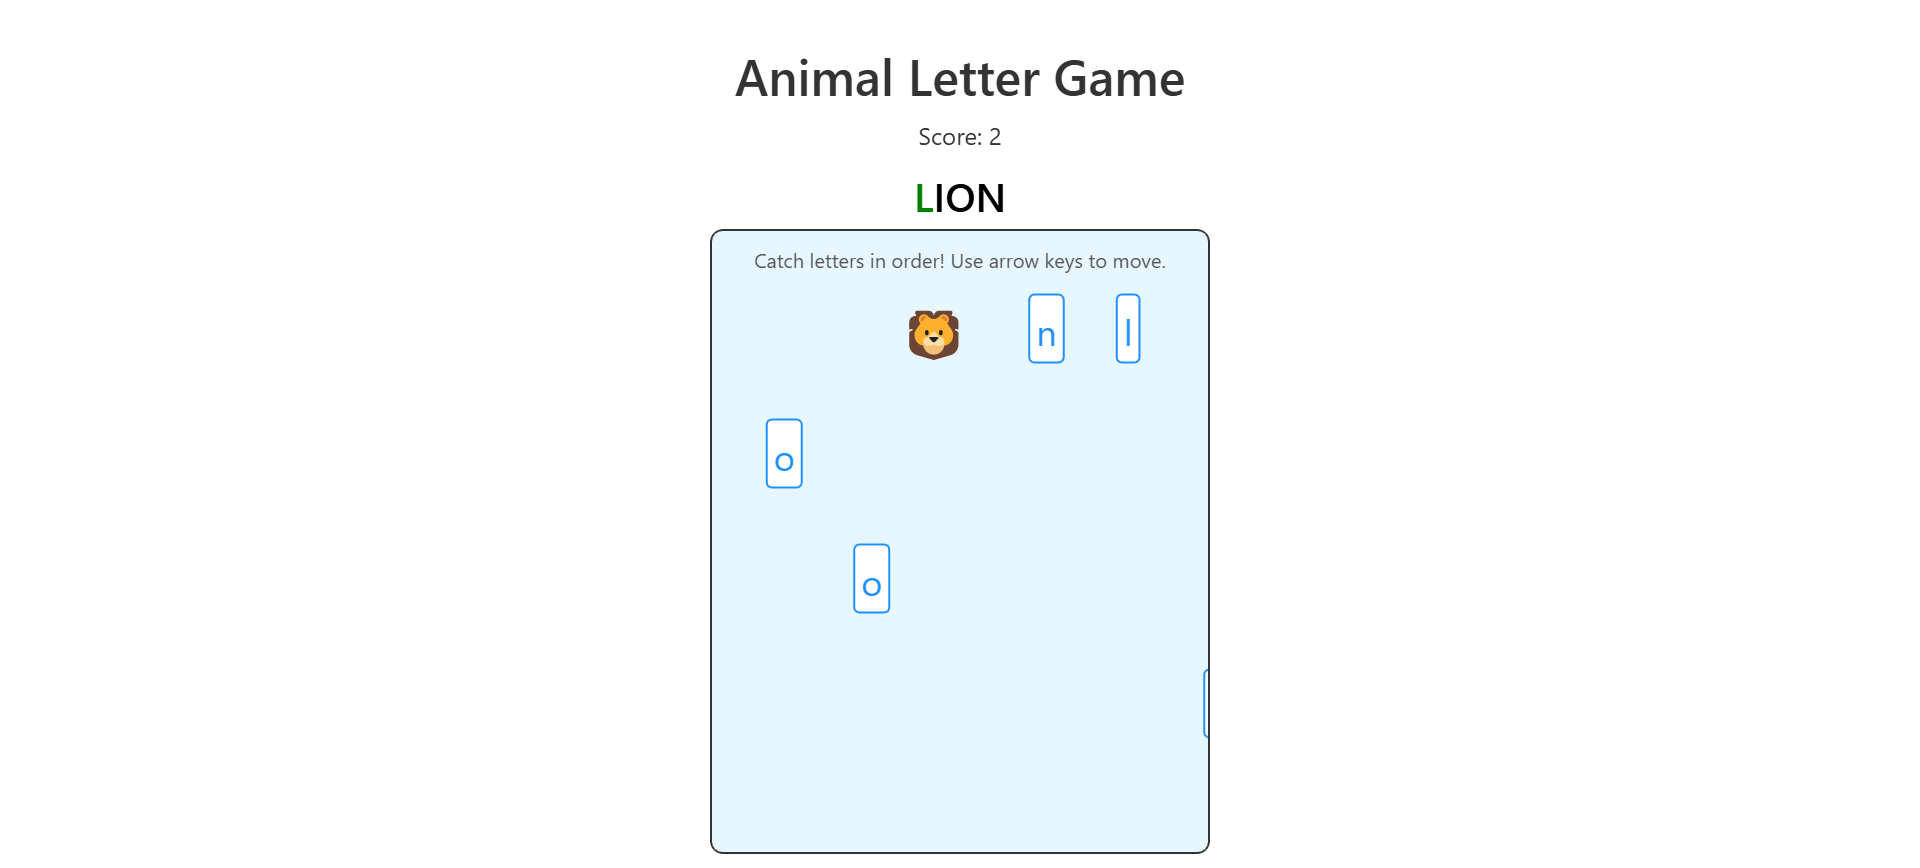 Animal Letter Game
Score: 2
LION
Catch letters in order! Use arrow keys to move.
n l
o
o